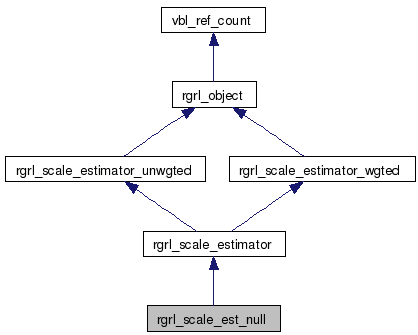 vbl_ref_count
rgrl_object
rgrl_scale_estimator_unwgted
rgrl_scale_estimator_wgted
rgrl_scale_estimator
rgrl_scale_est_null